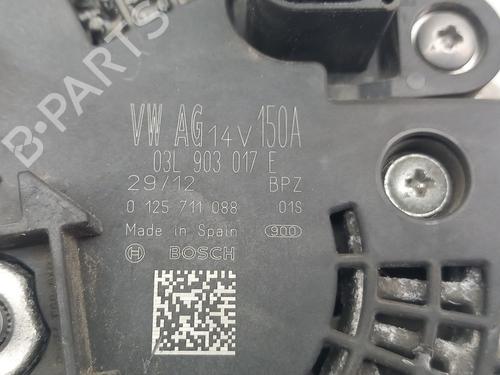 B-PARTS
VW AG 14V 150A
03L 903 017 E
29/12 BPZ
0 125 711 088 01S
Made in Spain 900
BOSCH